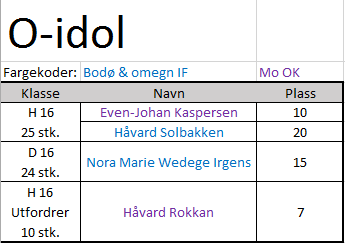 O-idol
Fargekoder: Bodø & omegn IF Mo OK
Klasse Navn Plass
H 16 Even-Johan Kaspersen 10
25 stk. Håvard Solbakken 20
D 16
24 stk.
Nora Marie Wedege Irgens 15
H 16
Utfordrer
10 stk.
Håvard Rokkan 7